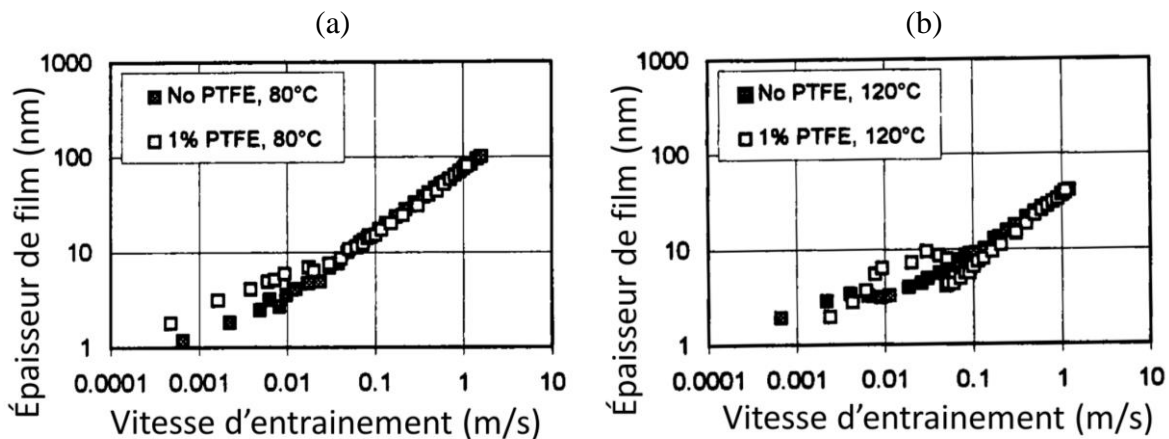 (a)
Épaisseur de film (nm)
1000
100
10
1
No PTFE, 80°C
1% PTFE, 80°C
0.0001 0.001 0.01 0.1 1 10
Vitesse d'entrainement (m/s)
(b)
Épaisseur de film (nm)
1000
100
10
1
No PTFE, 120°C
1% PTFE, 120°C
0.0001 0.001 0.01 0.1 1 10
Vitesse d'entrainement (m/s)